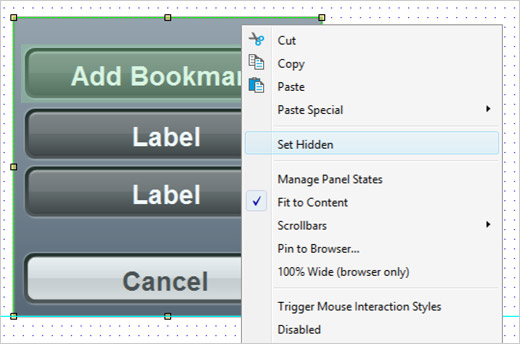 Add Bookma
Label
Label
Cancel
Cut
Copy
Paste
Paste Special
Set Hidden
Manage Panel States
Fit to Content
Scrollbars
Pin to Browser...
100% Wide (browser only)
Trigger Mouse Interaction Styles
Disabled